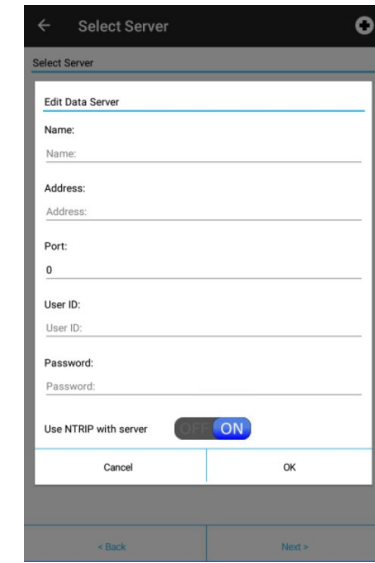 Select Server
Select Server
Edit Data Server
Name:
Name:
Address:
Address:
Port:
0
User ID:
User ID:
Password:
Password:
Use NTRIP with server OFF ON
Cancel OK
< Back Next >